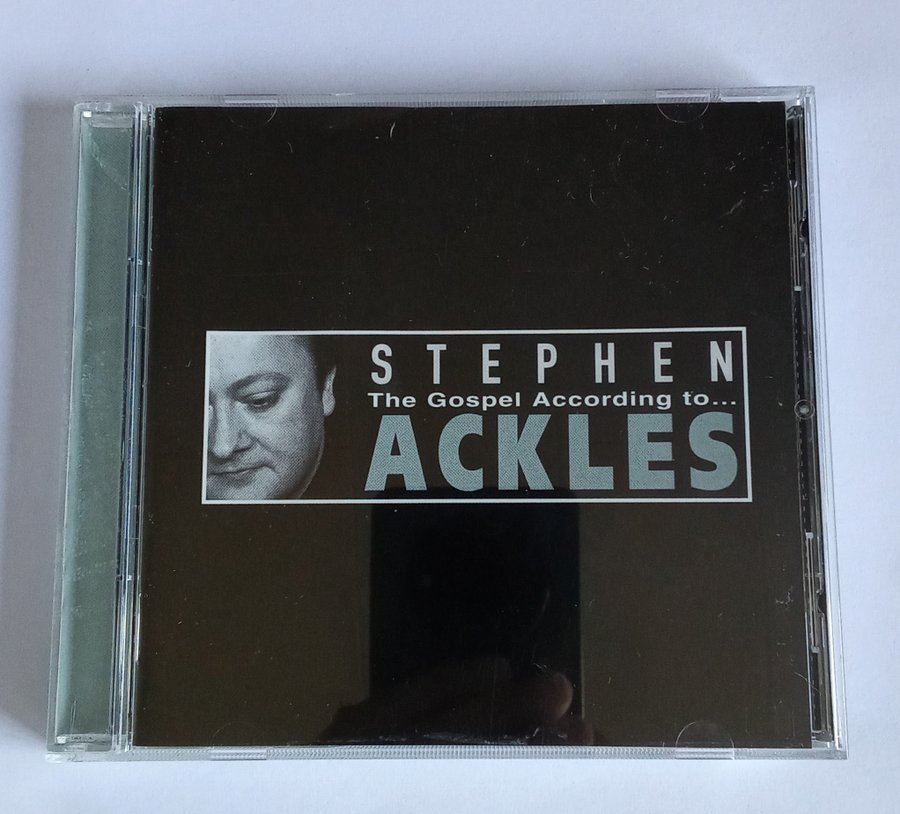 STEPHEN
The Gospel According to...
ACKLES